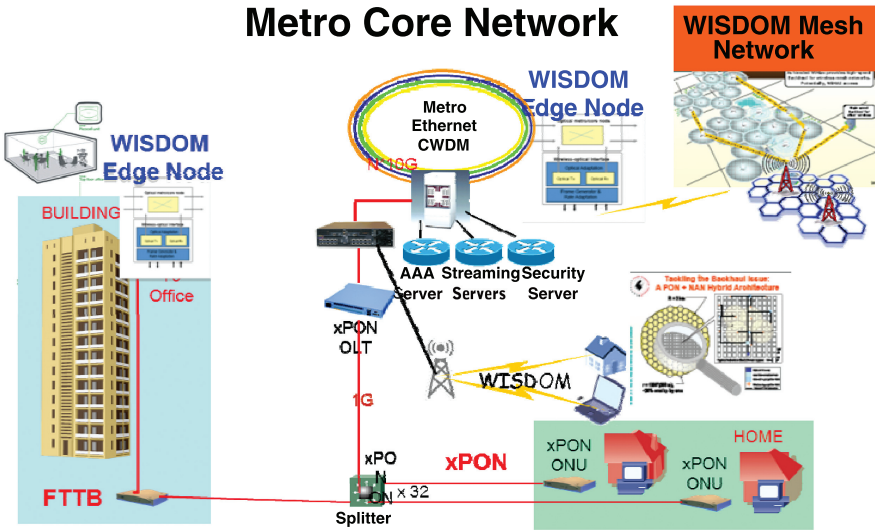 Metro Core Network
WISDOM Mesh
Network
WISDOM
Edge Node
Metro
Ethernet
CWDM
N*10G
WISDOM
Edge Node
BUILDING
Office
AAA
Server
Streaming
Servers
Security
Server
xPON
OLT
1G
WISDOM
Tackling the Backhaul Issue:
A PON + NAN Hybrid Architecture
xPO
N
ON
x 32
Splitter
xPON
xPON
ONU
xPON
ONU
HOME
FTTB